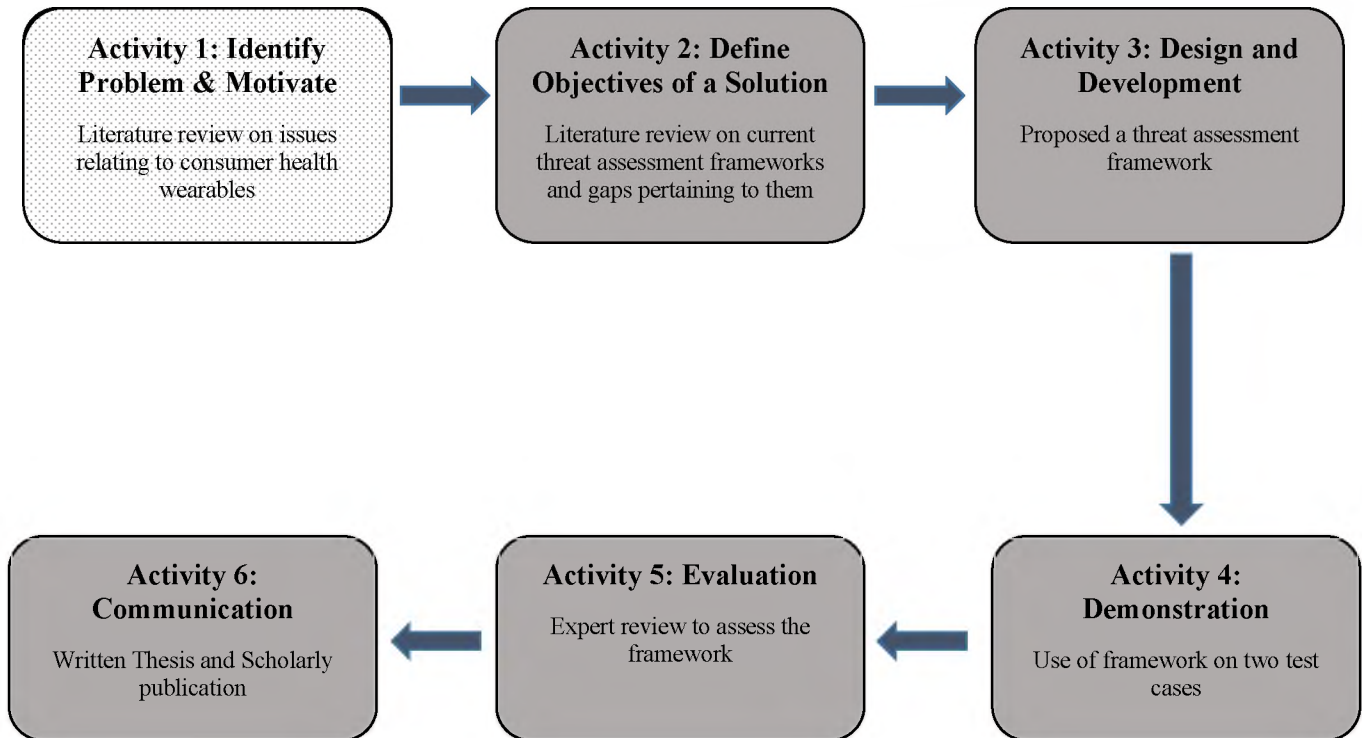 Activity 1: Identify
Problem & Motivate
Literature review on issues
relating to consumer health
wearables
Activity 2: Define
Objectives of a Solution
Literature review on current
threat assessment frameworks
and gaps pertaining to them
Activity 3: Design and
Development
Proposed a threat assessment
framework
Activity 4:
Demonstration
Use of framework on two test
cases
Activity 5: Evaluation
Expert review to assess the
framework
Activity 6:
Communication
Written Thesis and Scholarly
publication